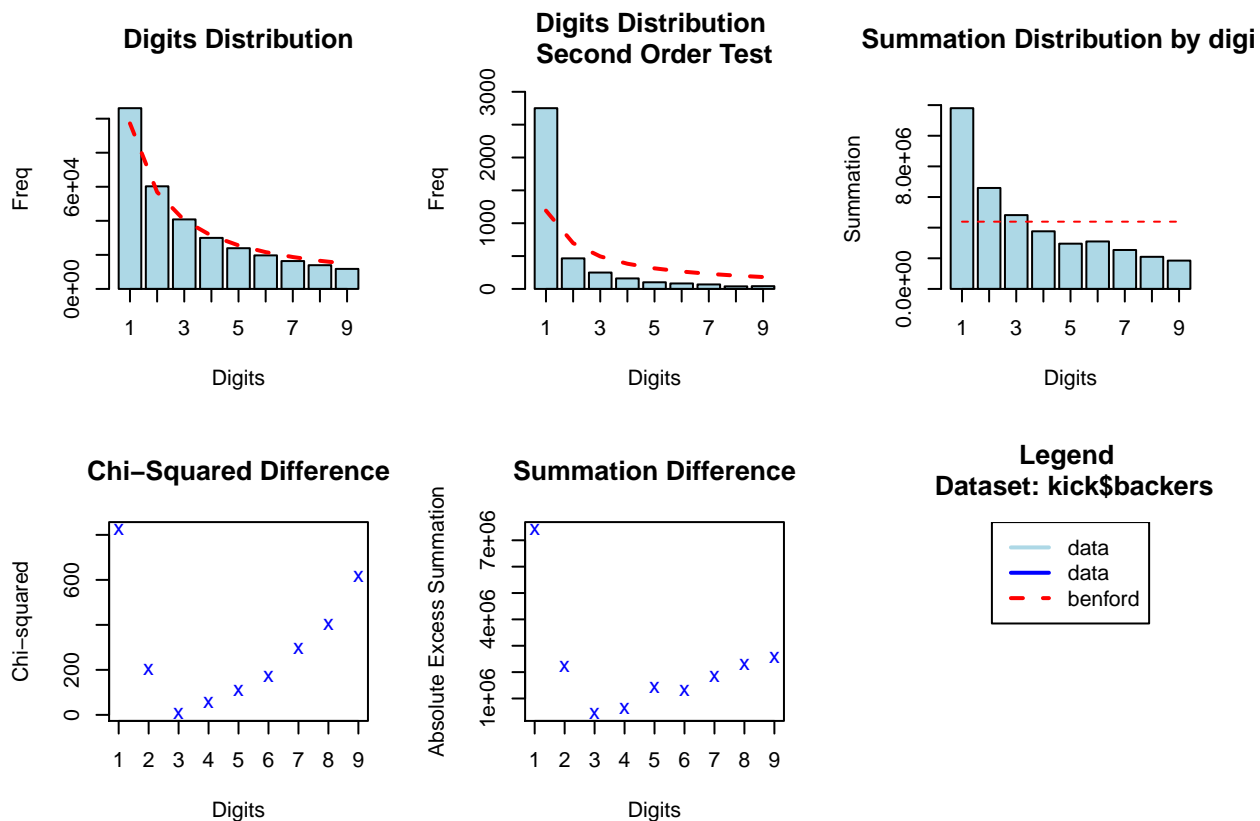 Digits Distribution
Freq
6e+04
0e+00
1 3 5 7 9
Digits
Digits Distribution
Second Order Test
Freq
3000
2000
1000
0
1 3 5 7 9
Digits
Summation Distribution by digi
Summation
8.0e+06
0.0e+00
1 3 5 7 9
Digits
Chi−Squared Difference
Chi−squared
600
200
0
1 2 3 4 5 6 7 8 9
Digits
Summation Difference
Absolute Excess Summation
7e+06
4e+06
1e+06
1 2 3 4 5 6 7 8 9
Digits
Legend
Dataset: kick$backers
data
data
benford